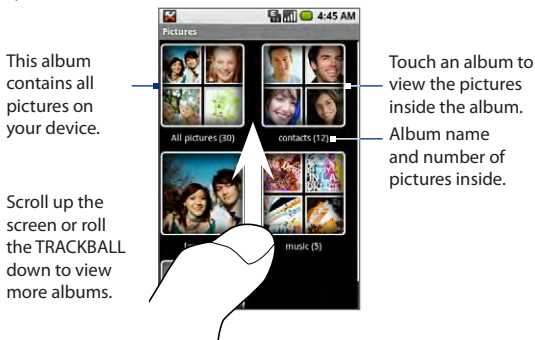 4:45 AM
Pictures
This album
contains all
pictures on
your device.
Touch an album to
view the pictures
inside the album.
All pictures (30)
contacts (12)
Album name
and number of
pictures inside.
Scroll up the
screen or roll
the TRACKBALL
down to view
more albums.
music (5)